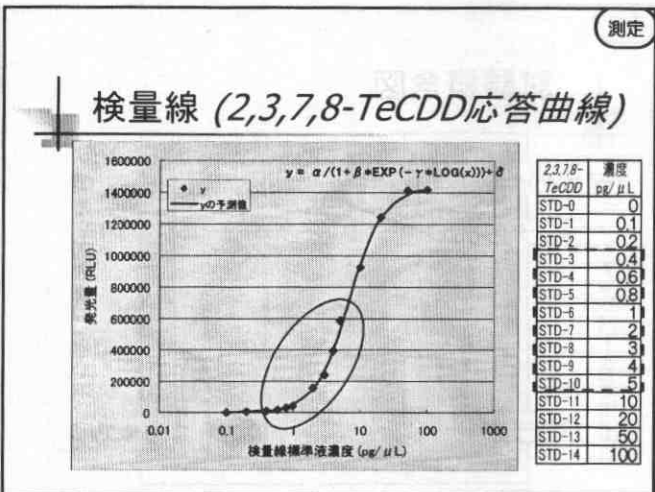 測定
検量線 (2,3,7,8-TeCDD応答曲線)
y = α/(1+β*EXP(-γ*LOG(x)))+δ
y
yの予測値
発光量 (RLU)
1600000
1400000
1200000
1000000
800000
600000
400000
200000
0
0.01 0.1 1 10 100 1000
検量線標準液濃度 (pg/μL)
2,3,7,8-TeCDD 濃度 pg/μL
STD-0 0
STD-1 0.1
STD-2 0.2
STD-3 0.4
STD-4 0.6
STD-5 0.8
STD-6 1
STD-7 2
STD-8 3
STD-9 4
STD-10 5
STD-11 10
STD-12 20
STD-13 50
STD-14 100